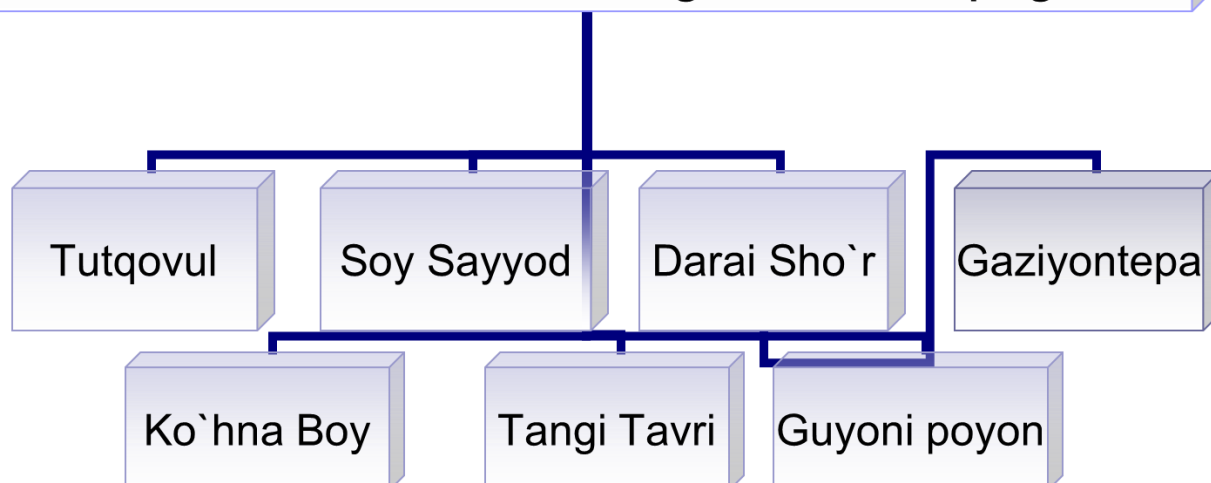 Tutqovul
Soy Sayyod
Darai Sho`r
Gaziyontepa
Ko`hna Boy
Tangi Tavri
Guyoni poyon